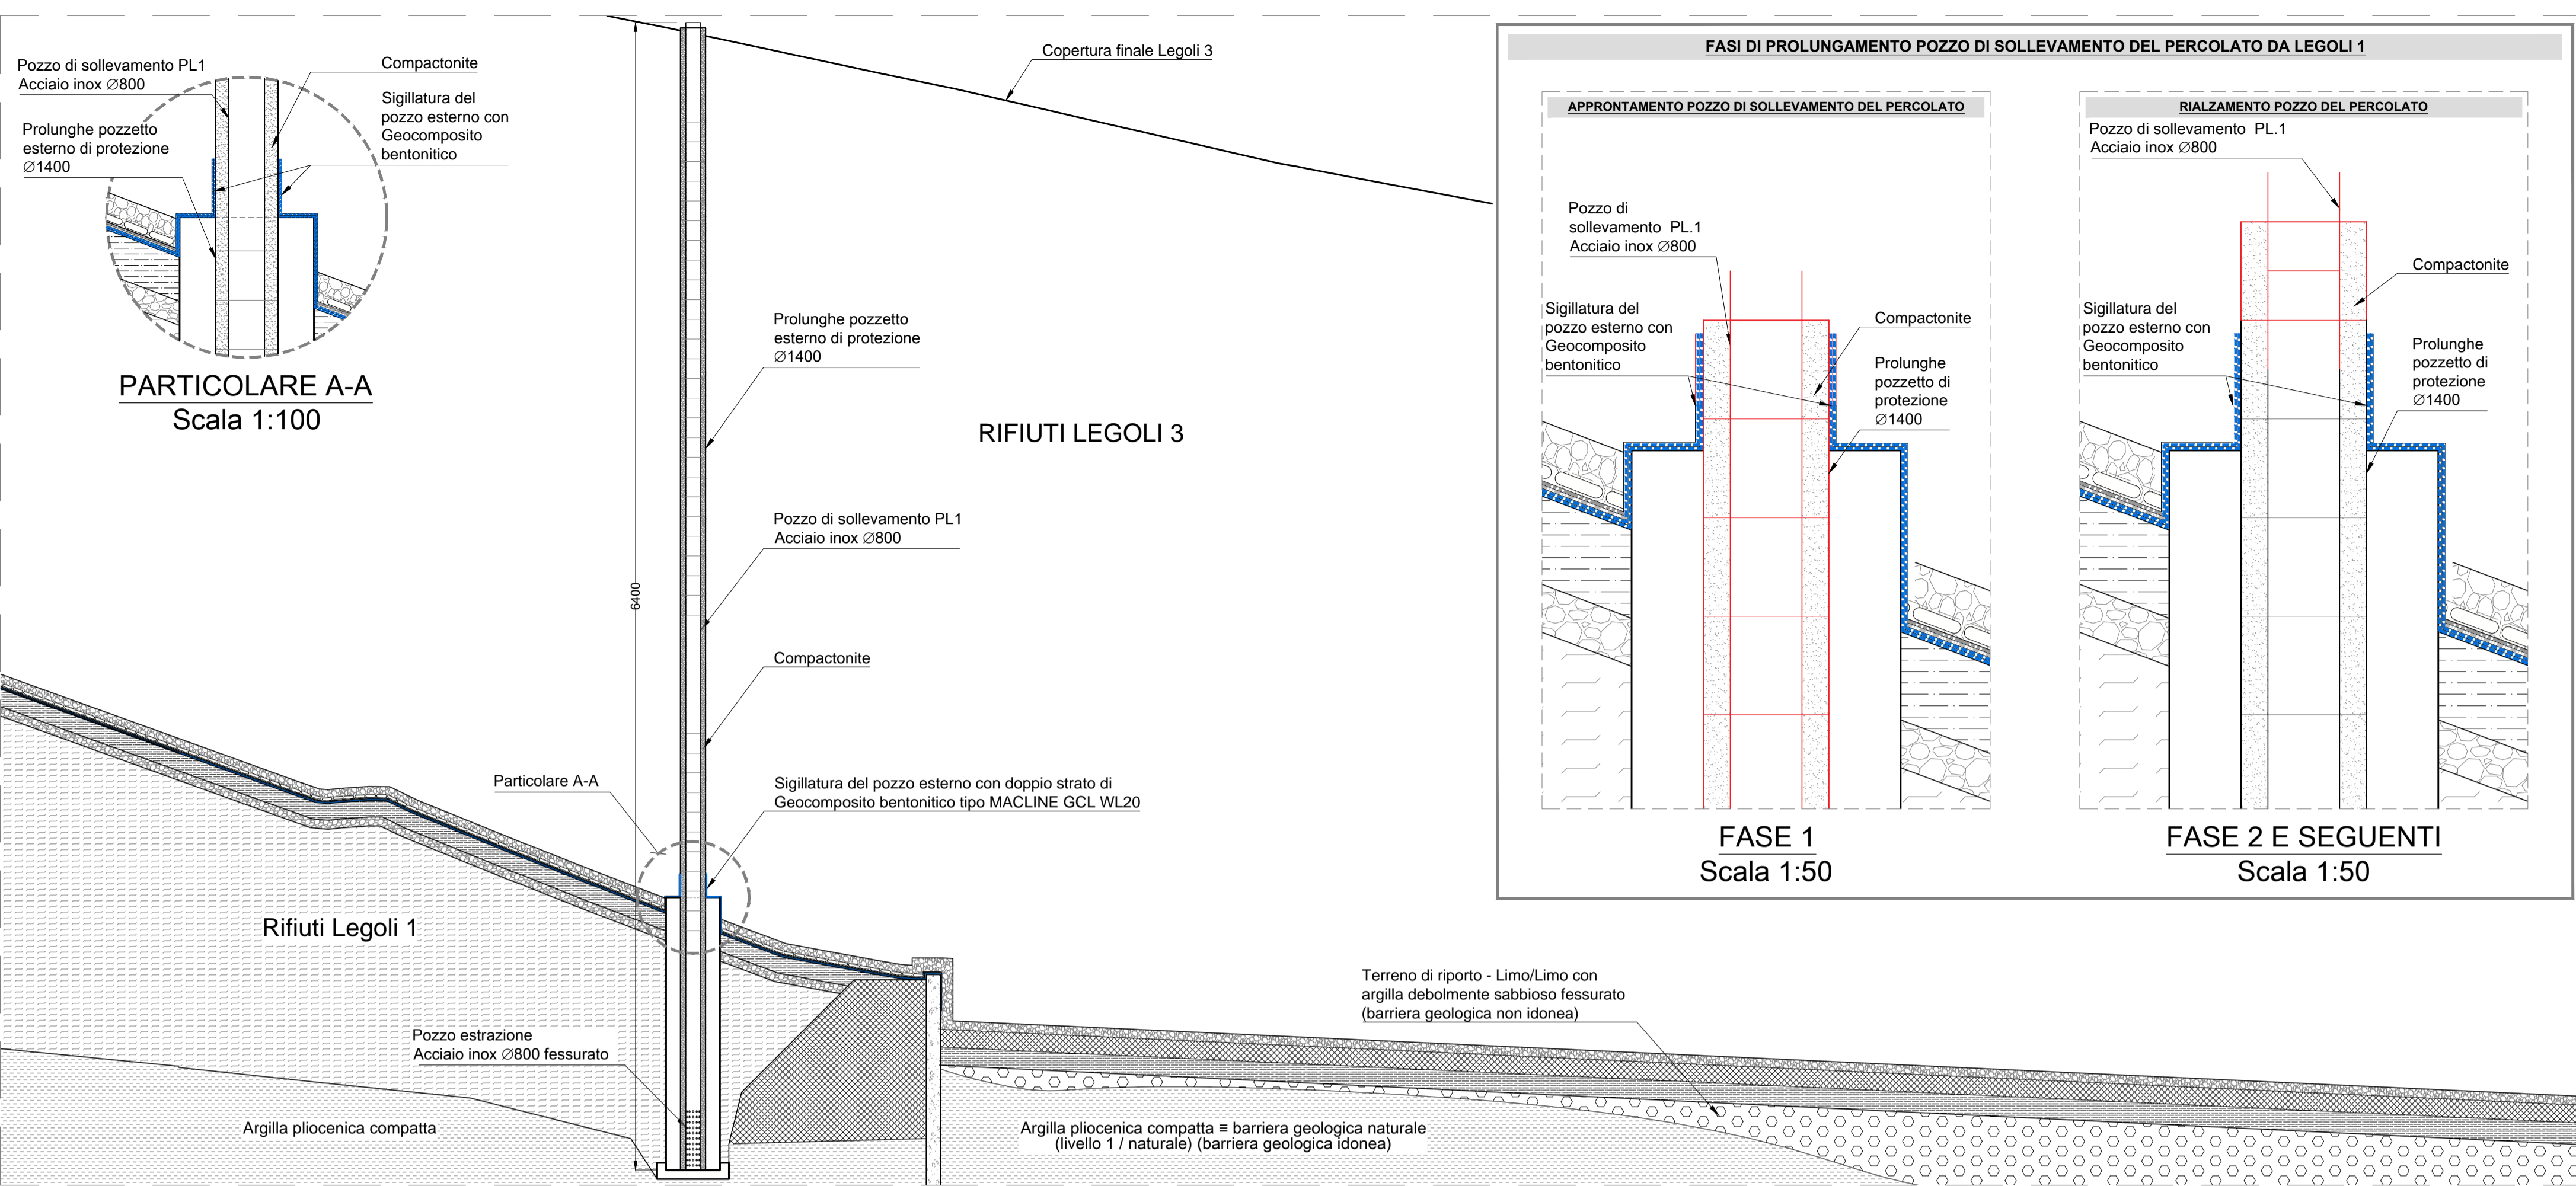 Pozzo di sollevamento PL1
Acciaio inox ∅800
Compactonite
Sigillatura del
pozzo esterno con
Geocomposito
bentonitico
Prolunghe pozzetto
esterno di protezione
∅1400
PARTICOLARE A-A
Scala 1:100
Copertura finale Legoli 3
Prolunghe pozzetto
esterno di protezione
∅1400
RIFIUTI LEGOLI 3
Pozzo di sollevamento PL1
Acciaio inox ∅800
6400
Compactonite
Particolare A-A
Sigillatura del pozzo esterno con doppio strato di
Geocomposito bentonitico tipo MACLINE GCL WL20
Rifiuti Legoli 1
Pozzo estrazione
Acciaio inox ∅800 fessurato
Argilla pliocenica compatta
Terreno di riporto - Limo/Limo con
argilla debolmente sabbioso fessurato
(barriera geologica non idonea)
Argilla pliocenica compatta ≡ barriera geologica naturale
(livello 1 / naturale) (barriera geologica idonea)
FASI DI PROLUNGAMENTO POZZO DI SOLLEVAMENTO DEL PERCOLATO DA LEGOLI 1
APPRONTAMENTO POZZO DI SOLLEVAMENTO DEL PERCOLATO
Pozzo di
sollevamento PL.1
Acciaio inox ∅800
Sigillatura del
pozzo esterno con
Geocomposito
bentonitico
Compactonite
Prolunghe
pozzetto di
protezione
∅1400
FASE 1
Scala 1:50
RIALZAMENTO POZZO DEL PERCOLATO
Pozzo di sollevamento PL.1
Acciaio inox ∅800
Compactonite
Sigillatura del
pozzo esterno con
Geocomposito
bentonitico
Prolunghe
pozzetto di
protezione
∅1400
FASE 2 E SEGUENTI
Scala 1:50